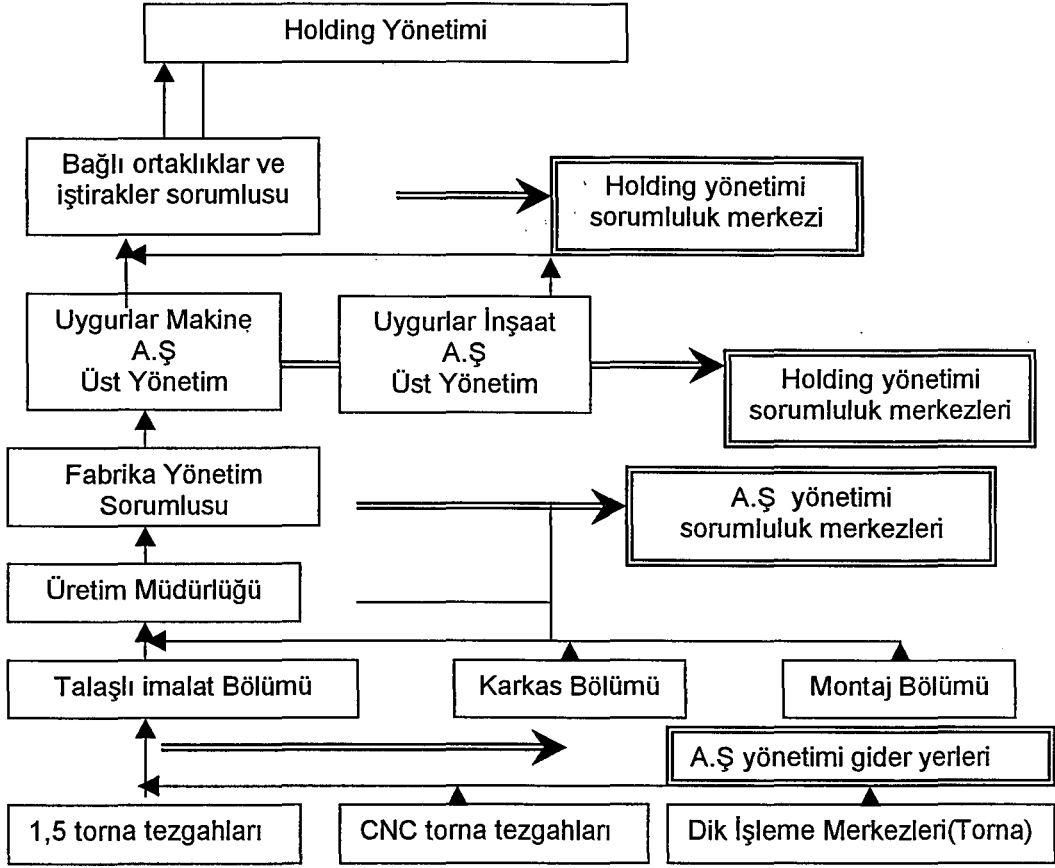 Holding Yönetimi
Bağlı ortaklıklar ve
iştirakler sorumlusu
Holding yönetimi
sorumluluk merkezi
Uygurlar Makine
A.Ş
Üst Yönetim
Uygurlar İnşaat
A.Ş
Üst Yönetim
Holding yönetimi
sorumluluk merkezleri
Fabrika Yönetim
Sorumlusu
A.Ş yönetimi
sorumluluk merkezleri
Üretim Müdürlüğü
Talaşlı imalat Bölümü
Karkas Bölümü
Montaj Bölümü
A.Ş yönetimi gider yerleri
1,5 torna tezgahları
CNC torna tezgahları
Dik İşleme Merkezleri(Torna)